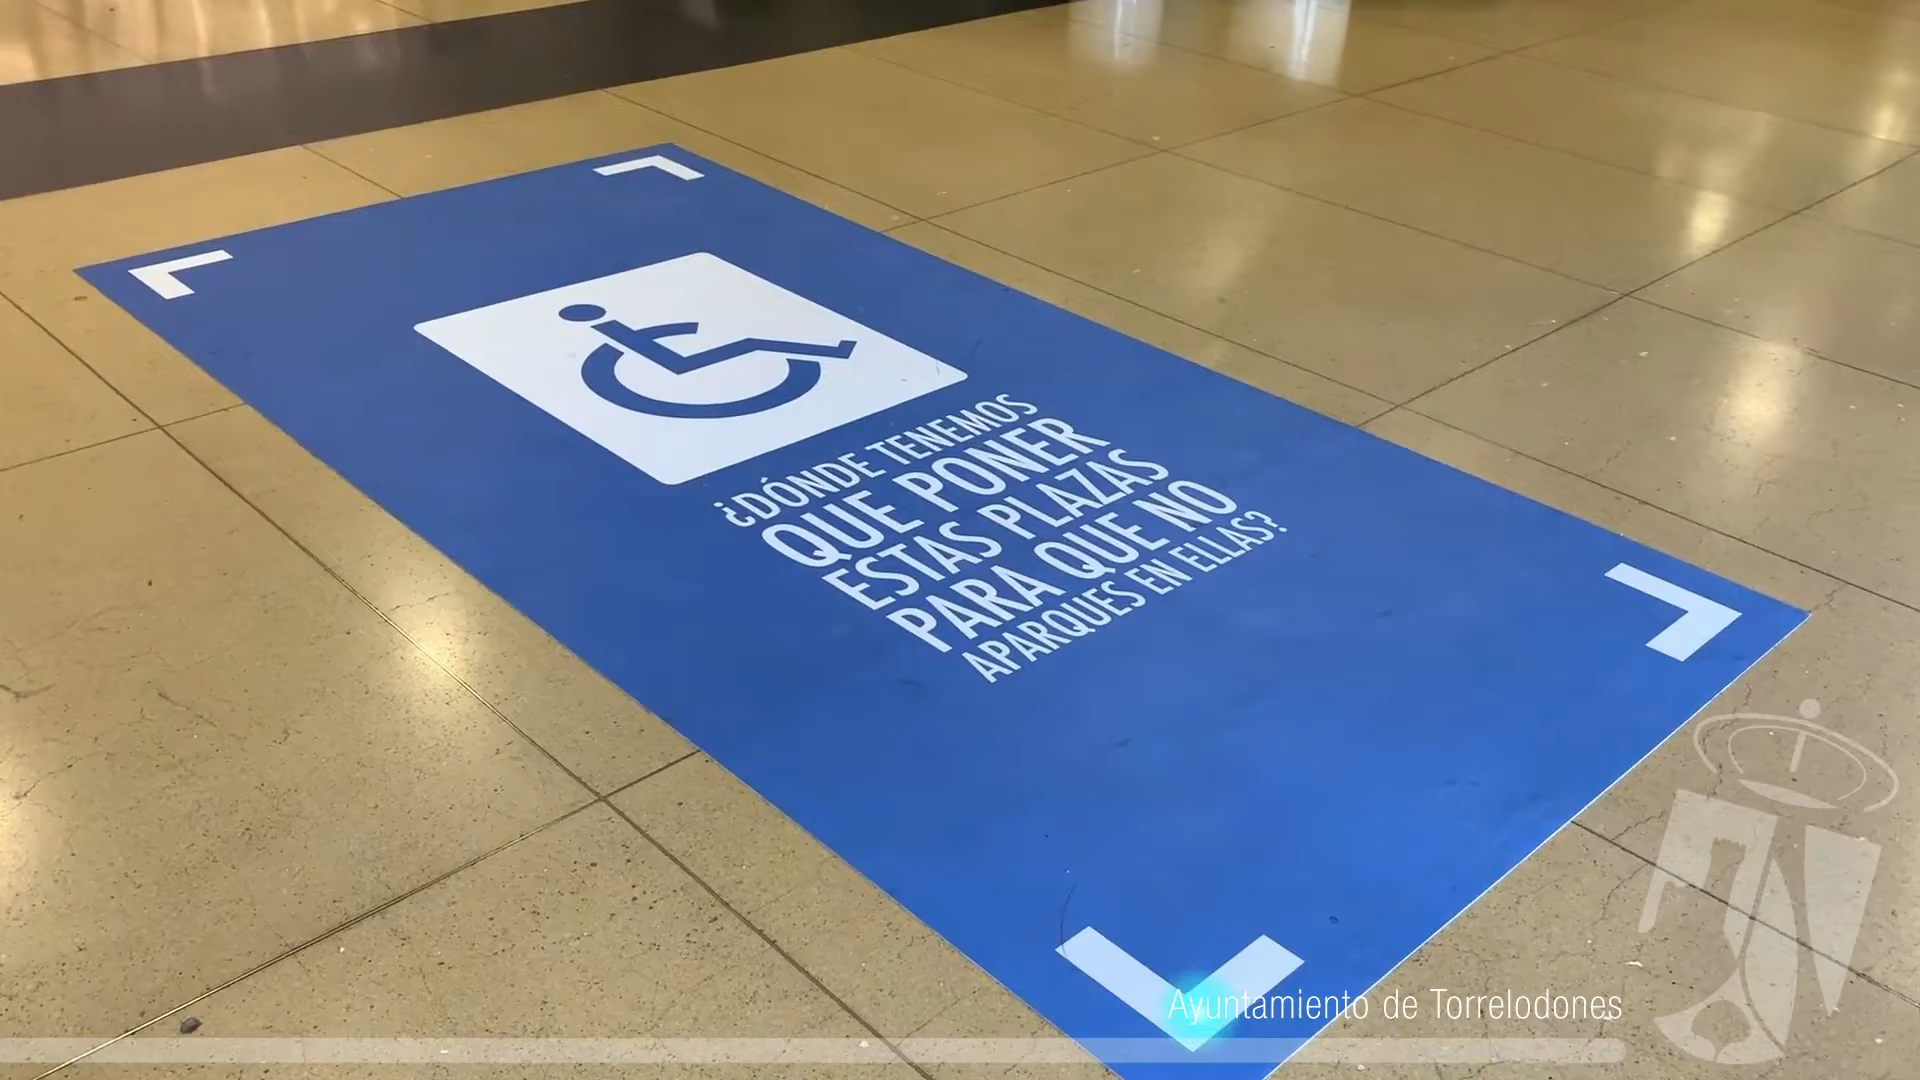 ¿DÓNDE TENEMOS
QUE PONER
ESTAS PLAZAS
PARA QUE NO
APARQUES EN ELLAS?
Ayuntamiento de Torrelodones